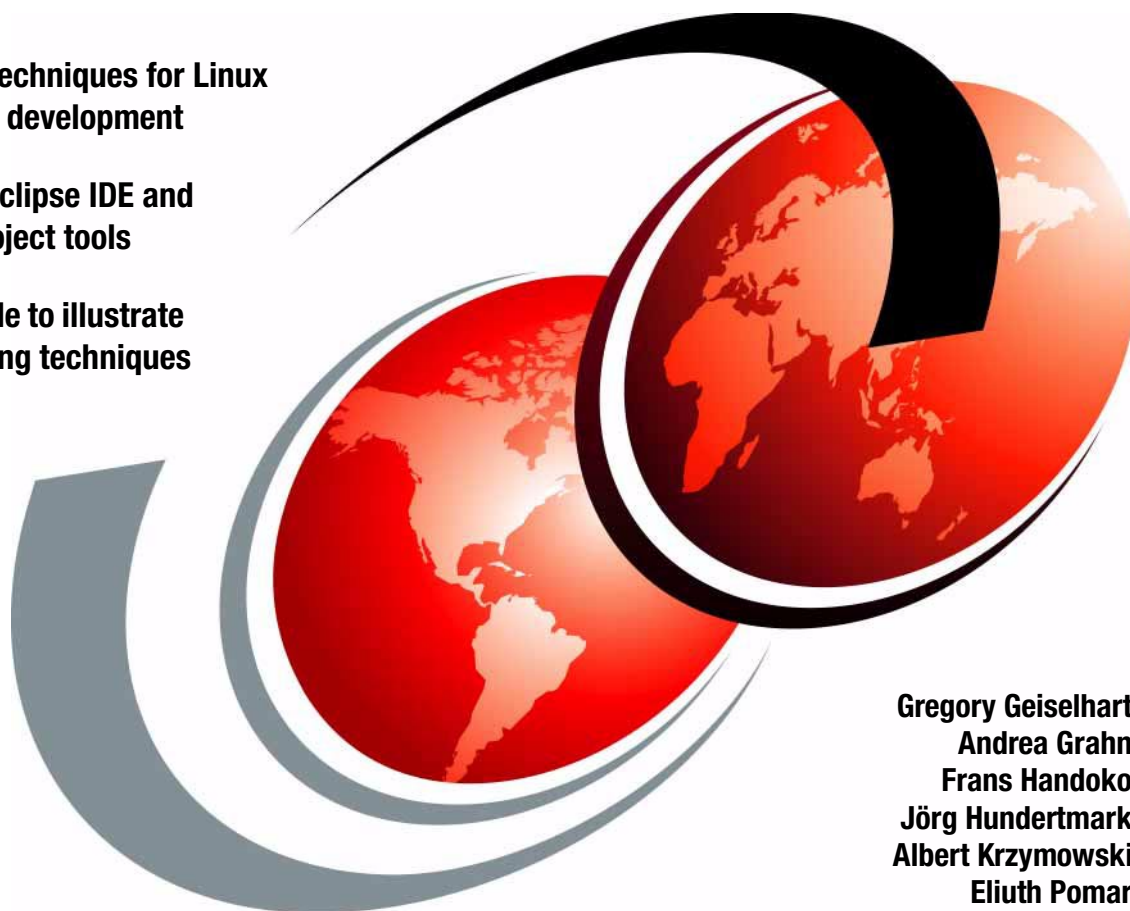 echniques for Linux
development
clipse IDE and
ject tools
le to illustrate
ng techniques
Gregory Geiselhart
Andrea Grahn
Frans Handoko
Jörg Hundertmark
Albert Krzymowski
Eliuth Pomar